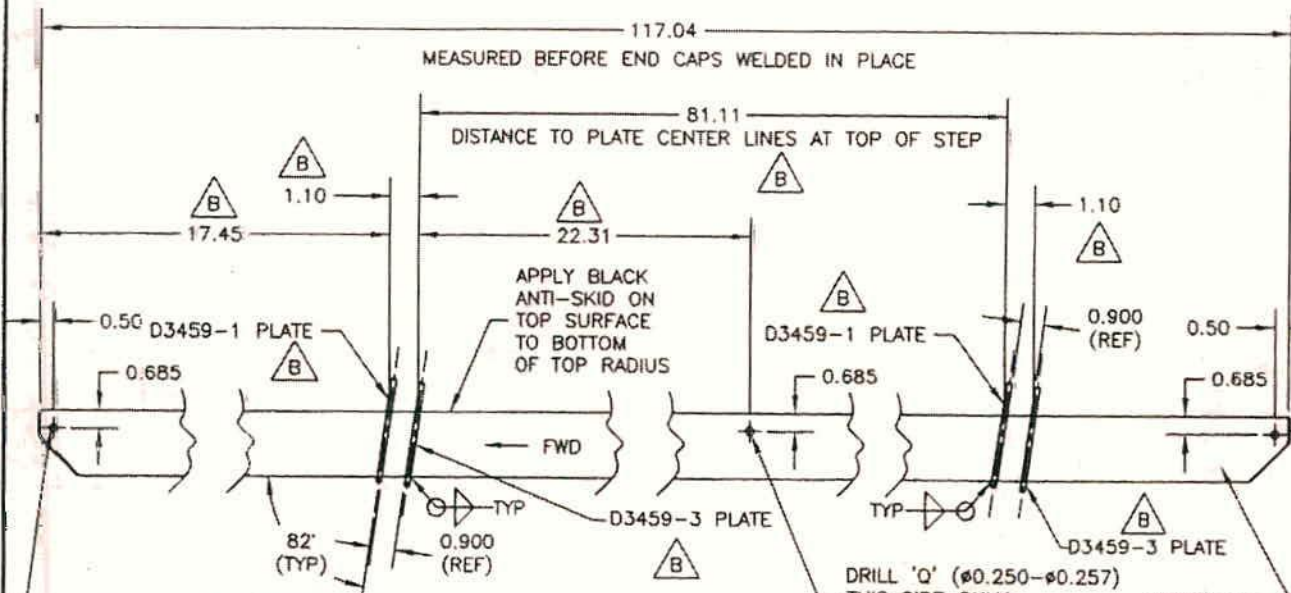 117.04
MEASURED BEFORE END CAPS WELDED IN PLACE
81.11
DISTANCE TO PLATE CENTER LINES AT TOP OF STEP
B
B
1.10
B
17.45
B
22.31
1.10
B
APPLY BLACK
ANTI-SKID ON
TOP SURFACE
TO BOTTOM
OF TOP RADIUS
B
0.50
D3459-1 PLATE
B
D3459-1 PLATE
0.900
(REF)
0.50
0.685
0.685
0.685
FWD
TYP
D3459-3 PLATE
B
TYP
B
D3459-3 PLATE
82°
(TYP)
0.900
(REF)
DRILL 'Q' (ø0.250-ø0.257)